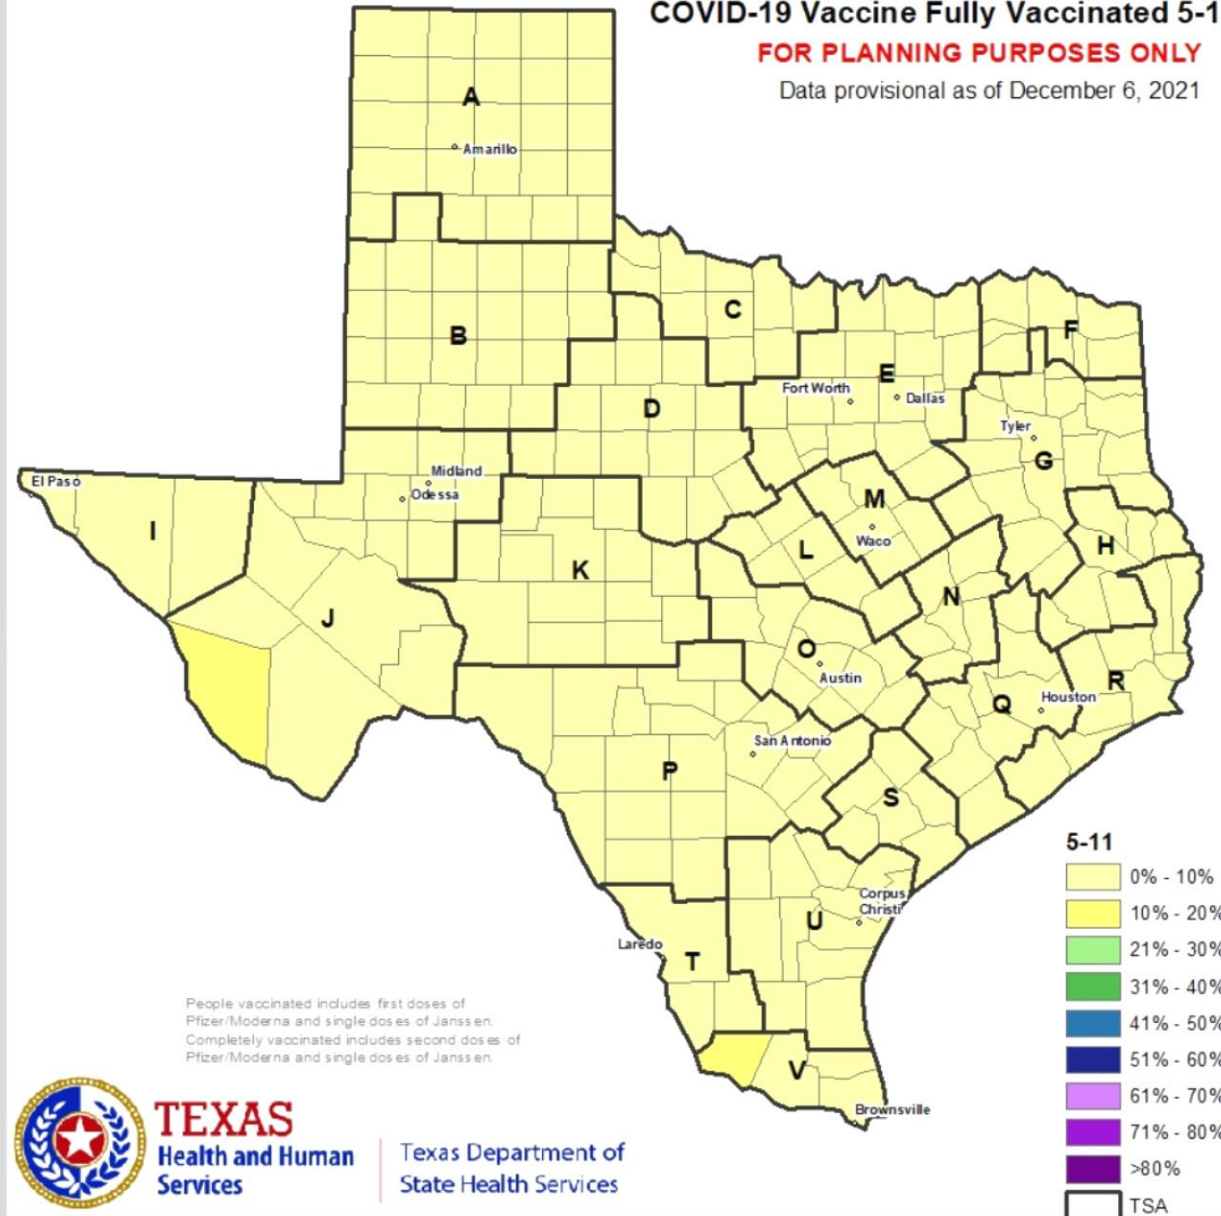 COVID-19 Vaccine Fully Vaccinated 5-1
FOR PLANNING PURPOSES ONLY
Data provisional as of December 6, 2021
A
Amarillo
B
C
D
E
Fort Worth
Dallas
F
Tyler
G
Midland
Odessa
El Paso
I
J
K
L
M
Waco
H
N
O
Austin
Q
Houston
R
San Antonio
P
S
Corpus
Christi
U
Laredo
T
V
Brownsville
5-11
0% - 10%
10% - 20%
21% - 30%
31% - 40%
41% - 50%
51% - 60%
61% - 70%
71% - 80%
>80%
TSA
People vaccinated includes first doses of
Pfizer/Moderna and single doses of Janssen.
Completely vaccinated includes second doses of
Pfizer/Moderna and single doses of Janssen.
TEXAS
Health and Human
Services
Texas Department of
State Health Services